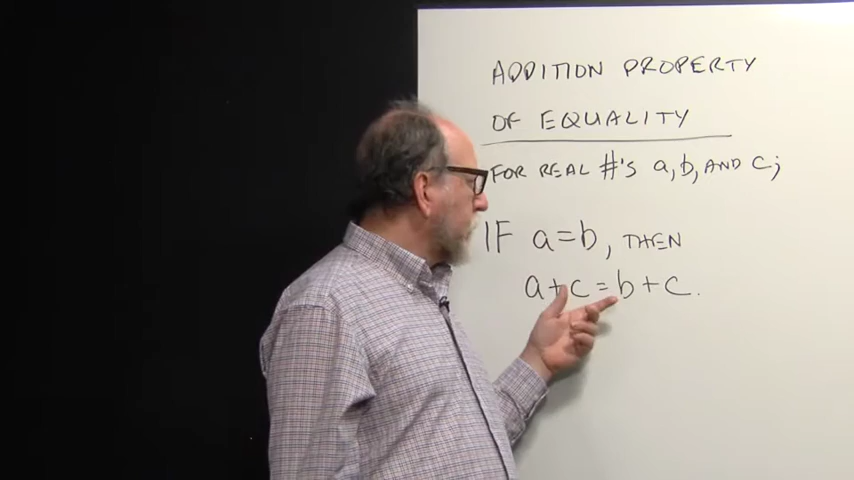 ADDITION PROPERTY
OF EQUALITY
FOR REAL #'S a, b, AND c;
IF a = b, THEN
a + c = b + c.